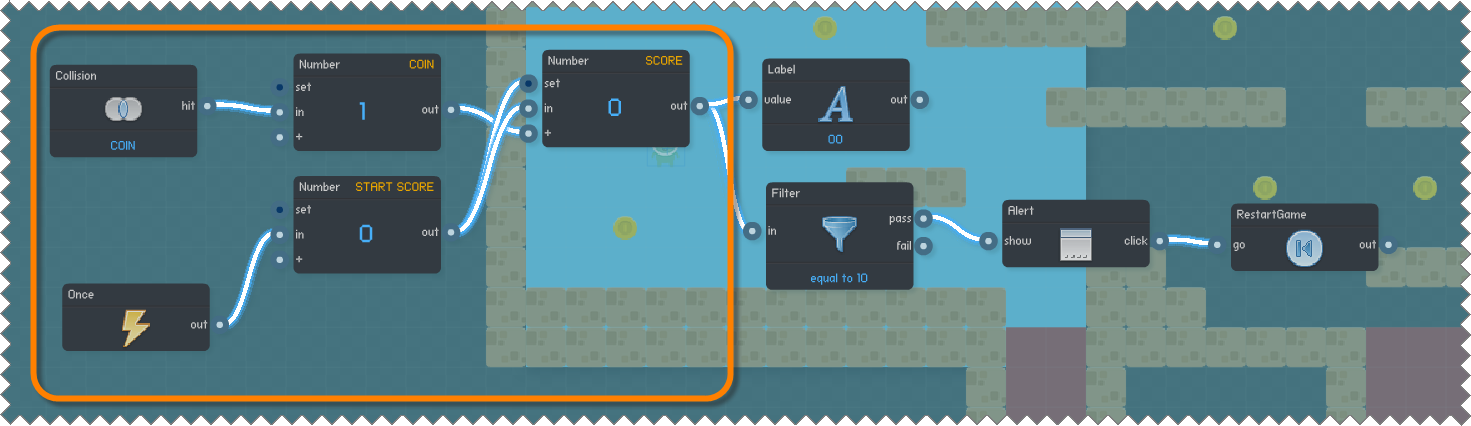 Collision
hit
COIN
Number COIN
set
in
+
1
out
Number START SCORE
set
in
+
0
out
Once
out
Number SCORE
set
in
+
0
out
Label
value
out
00
Filter
in
pass
fail
equal to 10
Alert
show
click
RestartGame
go
out